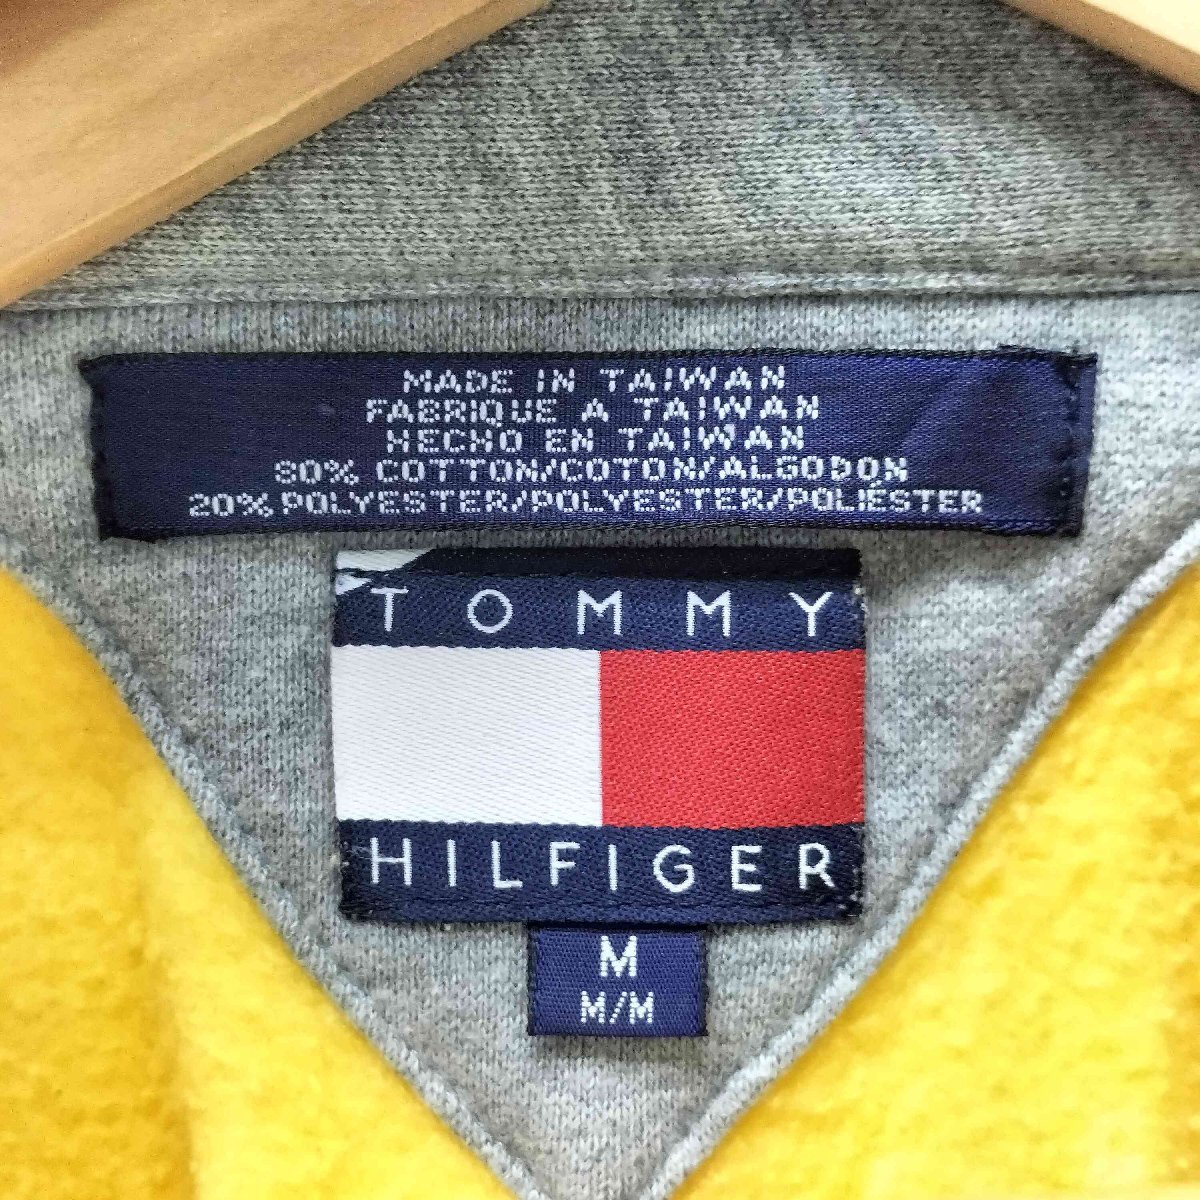 MADE IN TAIWAN
FABRIQUE A TAIWAN
HECHO EN TAIWAN
80% COTTON/COTON/ALGODON
20% POLYESTER/POLYESTER/POLIÉSTER
TOMMY
HILFIGER
M
M/M